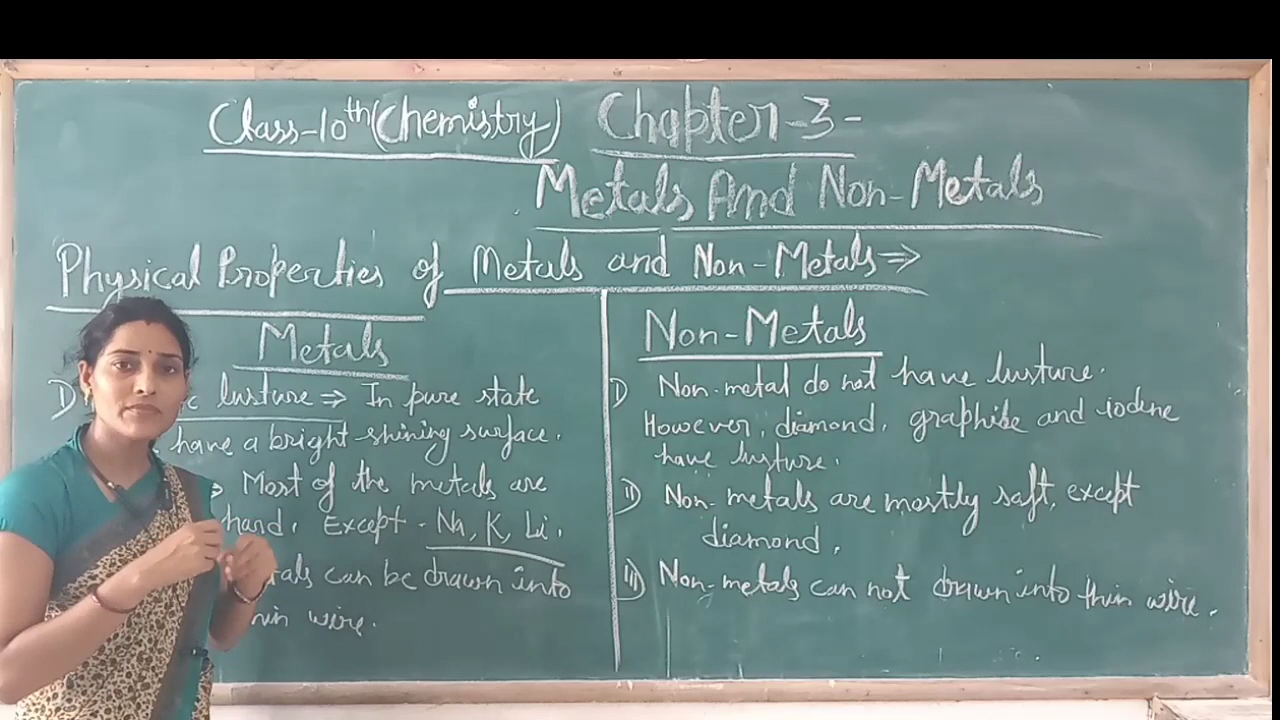 Class-10th (Chemistry) Chapter-3-
Metals And Non-Metals
Physical Properties of Metals and Non-Metals⇒
Metals
I) lusture ⇒ In pure state
have a bright shining surface.
Most of the metals are
hard. Except - Na, K, Li.
can be drawn into
wire.
Non-Metals
I) Non-metal do not have lusture.
However, diamond, graphite and iodine
have lusture.
II) Non-metals are mostly soft, except
diamond.
III) Non-metals can not drawn into thin wire.